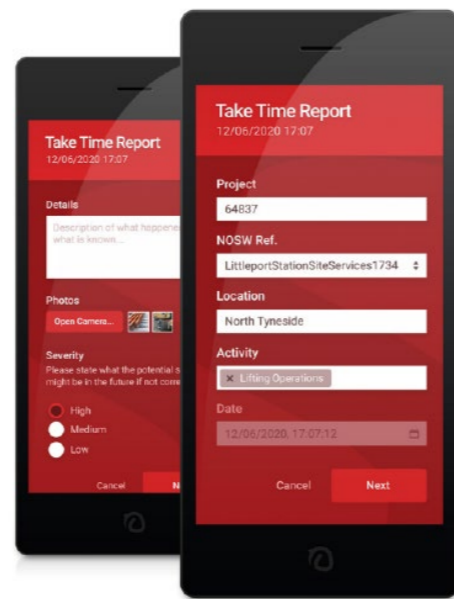 Take Time Report
12/06/2020 17:07
Details
Description of what happene
what is known...
Photos
Open Camera...
Severity
Please state what the potential s
might be in the future if not corre
High
Medium
Low
Cancel
N
Take Time Report
12/06/2020 17:07
Project
64837
NOSW Ref.
LittleportStationSiteServices1734
Location
North Tyneside
Activity
× Lifting Operations
Date
12/06/2020, 17:07:12
Cancel
Next